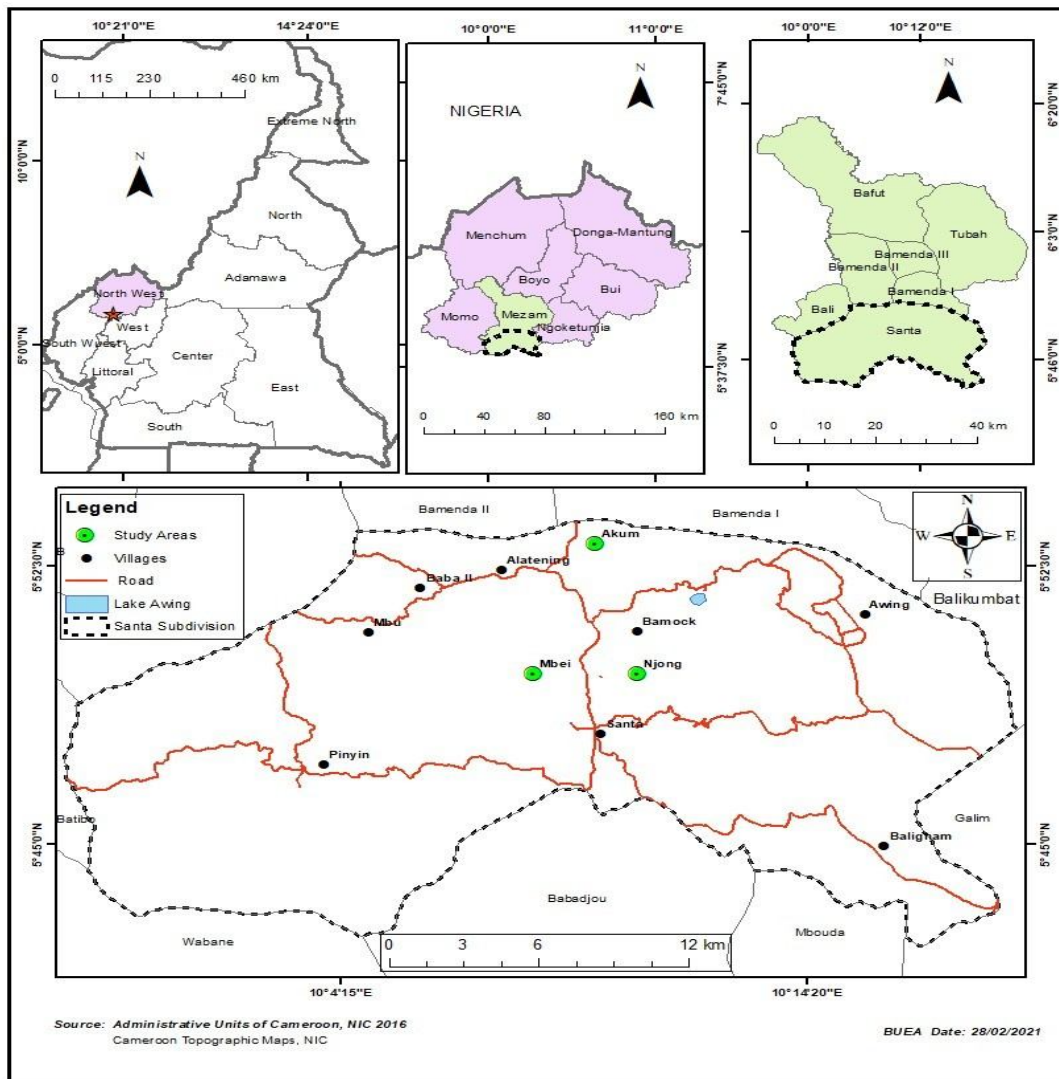 10°21'0"E
14°24'0"E
0 115 230 460 km
N
10°0'0"N
5°0'0"N
Extreme North
North
Adamawa
North West
West
South Wuest
Littoral
Center
East
South
10°0'0"E
11°0'0"E
7°45'0"N
5°37'30"N
N
NIGERIA
Menchum
Donga-Mantung
Boyo
Bui
Momo
Mezam
Ngoketunjia
0 40 80 160 km
10°0'0"E
10°12'0"E
6°20'0"N
6°3'0"N
5°46'0"N
N
Bafut
Tubah
Bamenda III
Bamenda II
Bamenda I
Bali
Santa
0 10 20 40 km
Legend
Study Areas
Villages
Road
Lake Awing
Santa Subdivision
N
W E
S
Bamenda II
Bamenda I
Akum
5°52'30"N
5°52'30"N
Alatening
Baba II
B
Awing
Balikumbat
Mbu
Bamock
Mbei
Njong
Santa
Pinyin
Batibo
Galim
Baligham
5°45'0"N
5°45'0"N
Babadjou
Wabane
Mbouda
0 3 6 12 km
10°4'15"E
10°14'20"E
Source: Administrative Units of Cameroon, NIC 2016
Cameroon Topographic Maps, NIC
BUEA Date: 28/02/2021